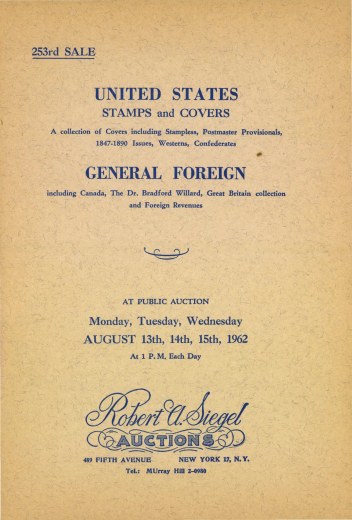 253rd SALE
UNITED STATES
STAMPS and COVERS
A collection of Covers including Stampless, Postmaster Provisionals,
1847-1890 Issues, Westerns, Confederates
GENERAL FOREIGN
including Canada, The Dr. Bradford Willard, Great Britain collection
and Foreign Revenues
AT PUBLIC AUCTION
Monday, Tuesday, Wednesday
AUGUST 13th, 14th, 15th, 1962
At 1 P.M. Each Day
Robert A. Siegel
AUCTIONS
489 FIFTH AVENUE NEW YORK 17, N.Y.
Tel.: MUrray Hill 2-0980